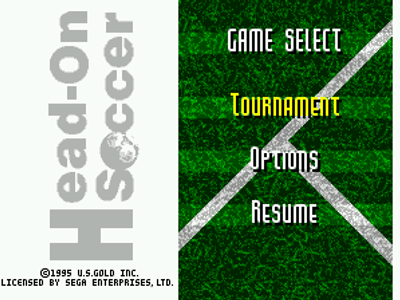 Head-On
Soccer
©1995 U.S.GOLD INC.
LICENSED BY SEGA ENTERPRISES, LTD.
GAME SELECT
TOURNAMENT
OPTIONS
RESUME